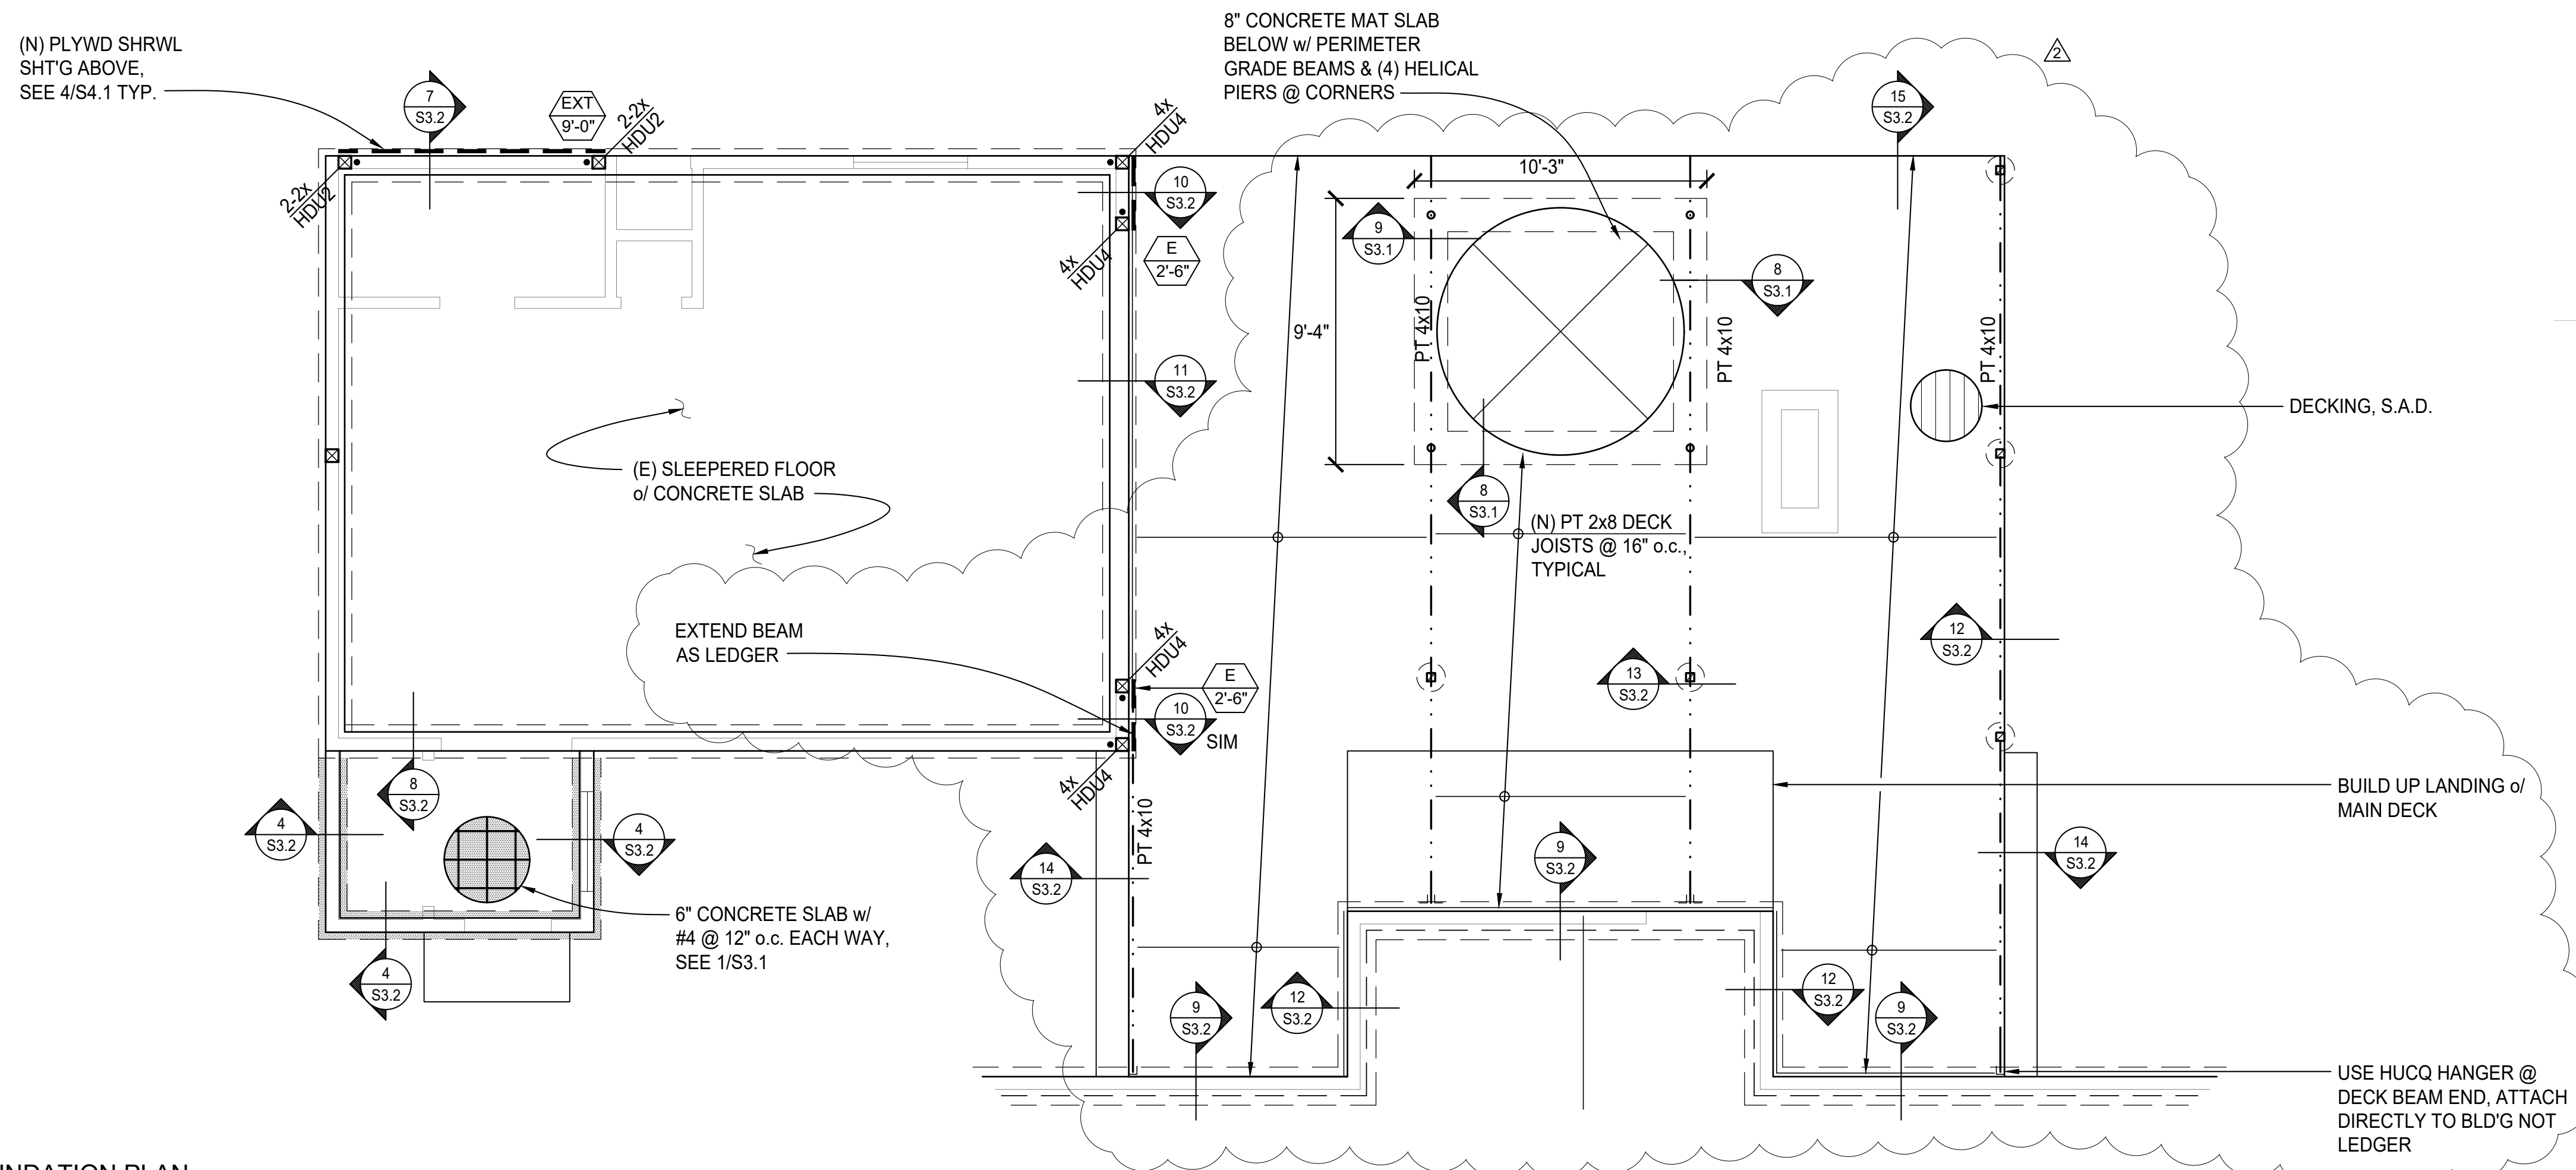 (N) PLYWD SHRWL
SHT'G ABOVE,
SEE 4/S4.1 TYP.
7
S3.2
EXT
9'-0"
2-2x
HDU2
2-2x
HDU2
4x
HDU4
10
S3.2
4x
HDU4
E
2'-6"
11
S3.2
8" CONCRETE MAT SLAB
BELOW w/ PERIMETER
GRADE BEAMS & (4) HELICAL
PIERS @ CORNERS
2
15
S3.2
10'-3"
9
S3.1
8
S3.1
9'-4"
PT 4x10
PT 4x10
PT 4x10
DECKING, S.A.D.
(E) SLEEPERED FLOOR
o/ CONCRETE SLAB
8
S3.1
(N) PT 2x8 DECK
JOISTS @ 16" o.c.,
TYPICAL
EXTEND BEAM
AS LEDGER
4x
HDU4
E
2'-6"
10
S3.2
SIM
4x
HDU4
12
S3.2
13
S3.2
8
S3.2
4
S3.2
4
S3.2
PT 4x10
BUILD UP LANDING o/
MAIN DECK
14
S3.2
9
S3.2
14
S3.2
6" CONCRETE SLAB w/
#4 @ 12" o.c. EACH WAY,
SEE 1/S3.1
4
S3.2
9
S3.2
12
S3.2
12
S3.2
9
S3.2
USE HUCQ HANGER @
DECK BEAM END, ATTACH
DIRECTLY TO BLD'G NOT
LEDGER